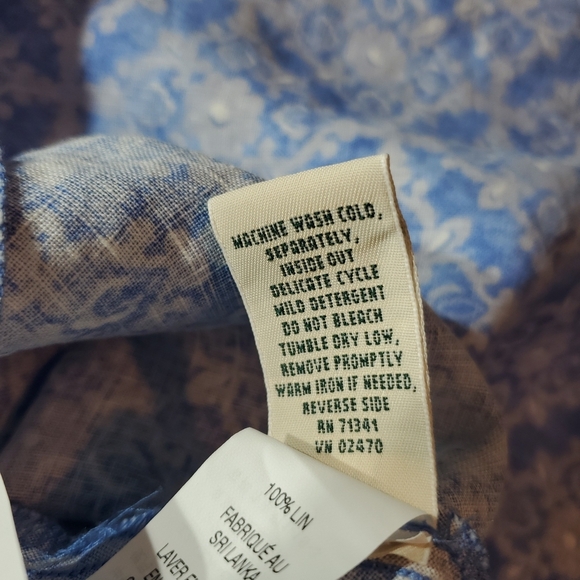 MACHINE WASH COLD,
SEPARATELY,
INSIDE OUT
DELICATE CYCLE
MILD DETERGENT
DO NOT BLEACH
TUMBLE DRY LOW,
REMOVE PROMPTLY
WARM IRON IF NEEDED,
REVERSE SIDE
RN 71341
VN 02470
100% LIN
FABRIQUÉ AU
SRI LANKA
LAVER